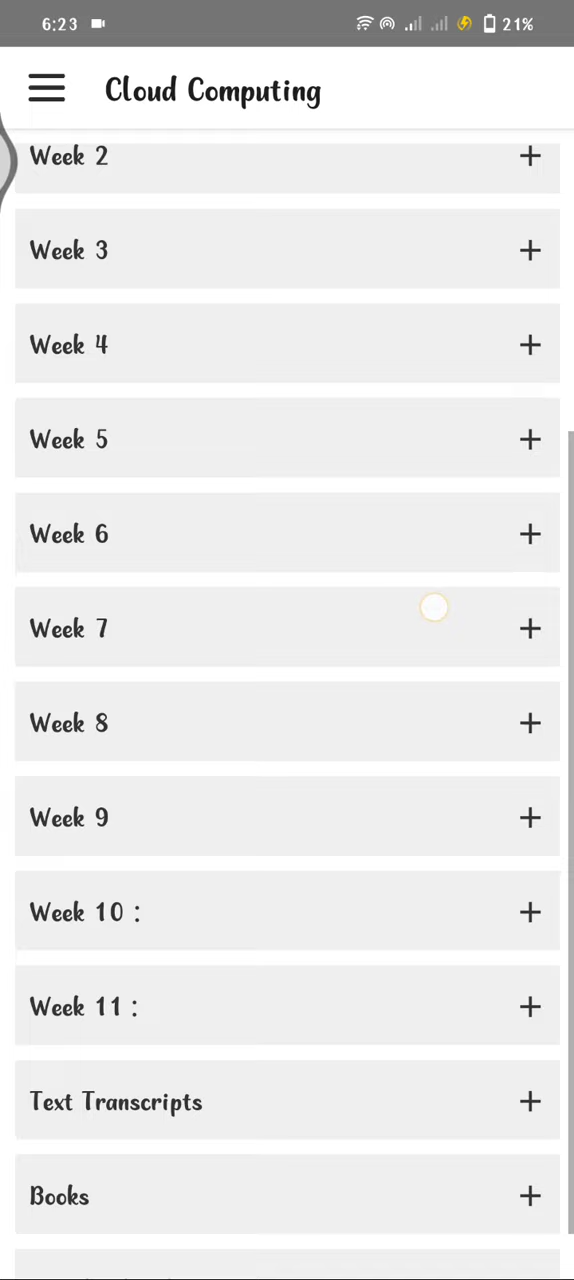 6:23
21%
Cloud Computing
Week 2
Week 3
Week 4
Week 5
Week 6
Week 7
Week 8
Week 9
Week 10 :
Week 11 :
Text Transcripts
Books